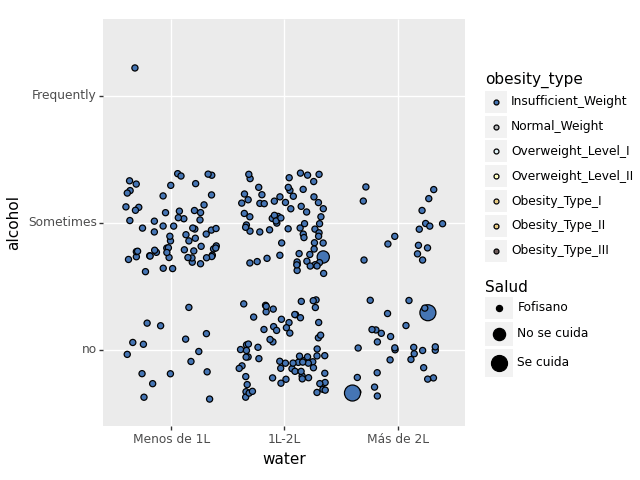 alcohol
Frequently
Sometimes
no
Menos de 1L
1L-2L
Más de 2L
water
obesity_type
Insufficient_Weight
Normal_Weight
Overweight_Level_I
Overweight_Level_II
Obesity_Type_I
Obesity_Type_II
Obesity_Type_III
Salud
Fofisano
No se cuida
Se cuida